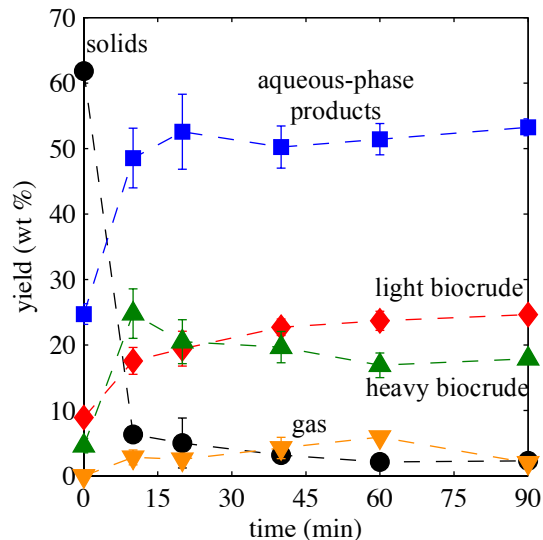 70
solids
60
aqueous-phase
products
50
40
yield (wt %)
30
light biocrude
20
heavy biocrude
10
gas
0
0 15 30 45 60 75 90
time (min)